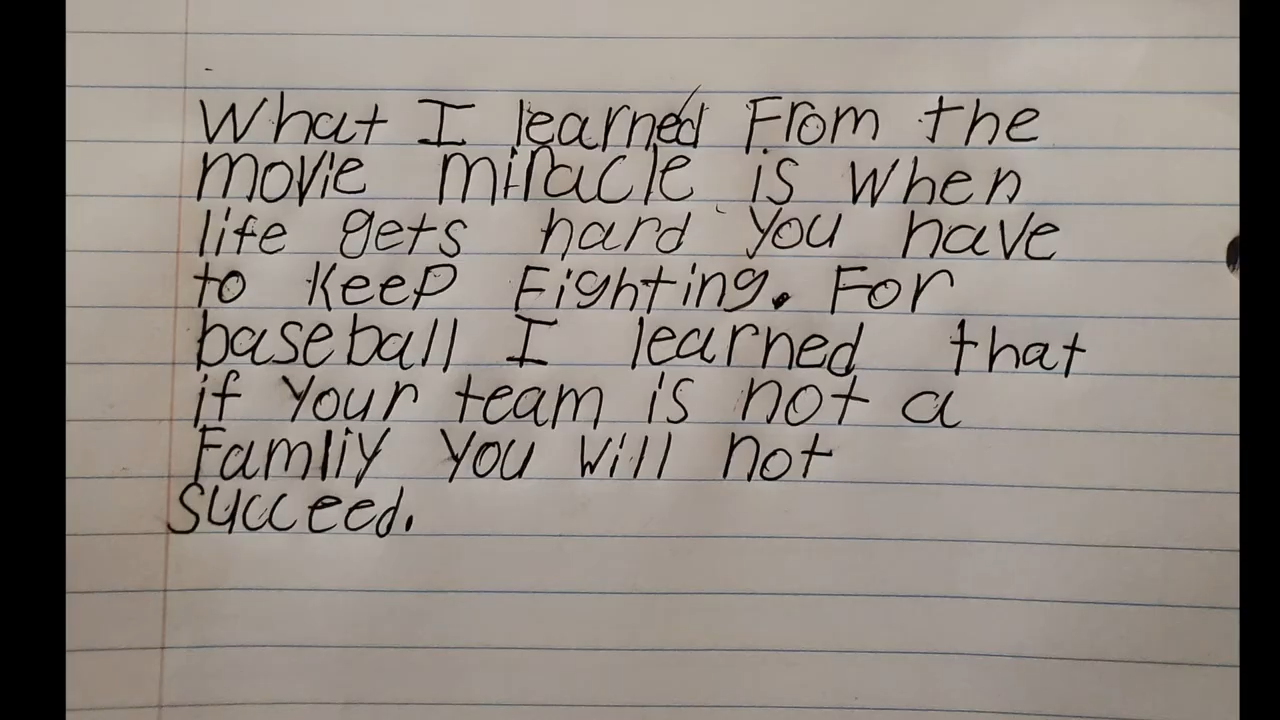 What I learned From the
movie miracle is when
life gets hard you have
to keep Fighting. For
baseball I learned that
if your team is not a
Famliy you will not
succeed.